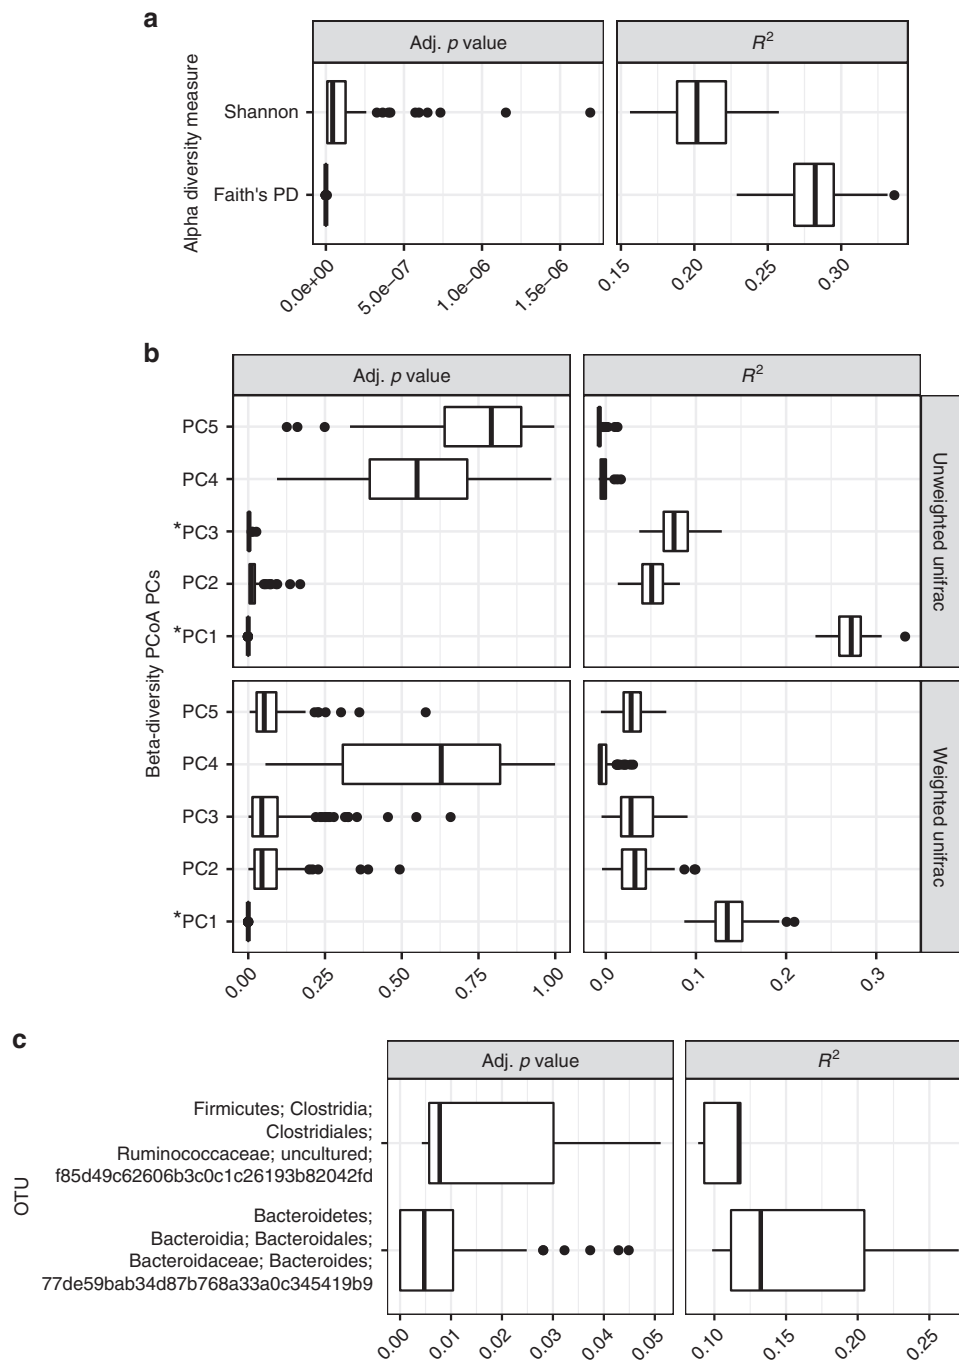 a
Adj. p value
R²
Alpha diversity measure
Shannon
Faith's PD
0.0e+00
5.0e−07
1.0e−06
1.5e−06
0.15
0.20
0.25
0.30
b
Adj. p value
R²
Beta-diversity PCoA PCs
PC5
PC4
*PC3
PC2
*PC1
Unweighted unifrac
PC5
PC4
PC3
PC2
*PC1
Weighted unifrac
0.00
0.25
0.50
0.75
1.00
0.0
0.1
0.2
0.3
c
Adj. p value
R²
OTU
Firmicutes; Clostridia;
Clostridiales;
Ruminococcaceae; uncultured;
f85d49c62606b3c0c1c26193b82042fd
Bacteroidetes;
Bacteroidia; Bacteroidales;
Bacteroidaceae; Bacteroides;
77de59bab34d87b768a33a0c345419b9
0.00
0.01
0.02
0.03
0.04
0.05
0.10
0.15
0.20
0.25